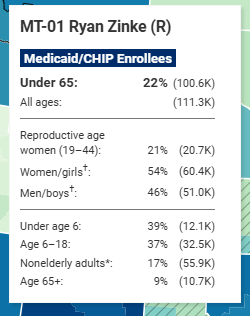 MT-01 Ryan Zinke (R)
Medicaid/CHIP Enrollees
Under 65: 22% (100.6K)
All ages: (111.3K)
Reproductive age
women (19–44): 21% (20.7K)
Women/girls†: 54% (60.4K)
Men/boys†: 46% (51.0K)
Under age 6: 39% (12.1K)
Age 6–18: 37% (32.5K)
Nonelderly adults*: 17% (55.9K)
Age 65+: 9% (10.7K)